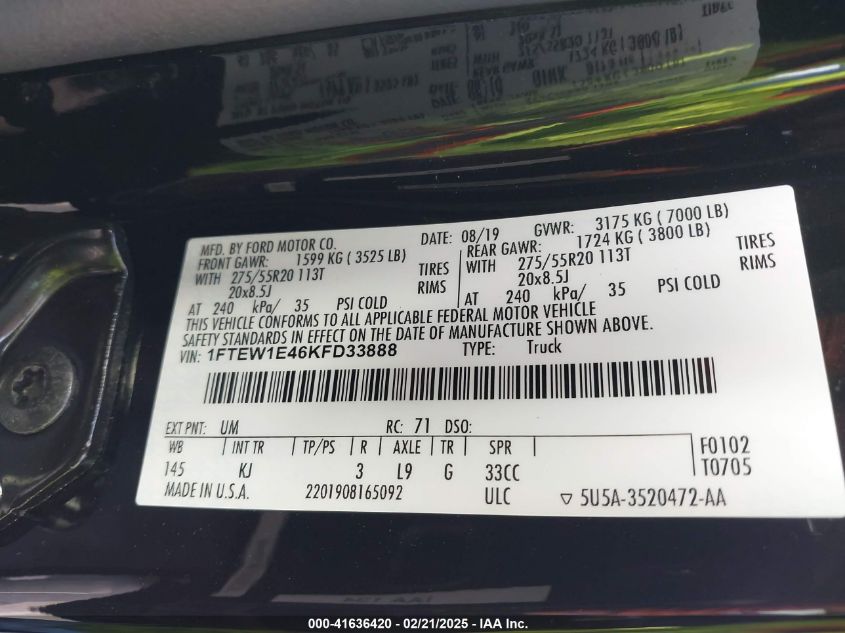 MFD. BY FORD MOTOR CO.
DATE: 08/19 GVWR: 3175 KG ( 7000 LB)
FRONT GAWR: 1599 KG ( 3525 LB)
REAR GAWR: 1724 KG ( 3800 LB)
WITH 275/55R20 113T TIRES
WITH 275/55R20 113T TIRES
20x8.5J RIMS
20x8.5J RIMS
AT 240 kPa/ 35 PSI COLD
AT 240 kPa/ 35 PSI COLD
THIS VEHICLE CONFORMS TO ALL APPLICABLE FEDERAL MOTOR VEHICLE
SAFETY STANDARDS IN EFFECT ON THE DATE OF MANUFACTURE SHOWN ABOVE.
VIN: 1FTEW1E46KFD33888 TYPE: Truck
EXT PNT: UM RC: 71 DSO:
WB INT TR TP/PS R AXLE TR SPR F0102
145 KJ 3 L9 G 33CC T0705
MADE IN U.S.A. 2201908165092 ULC ▽ 5U5A-3520472-AA
000-41636420 - 02/21/2025 - IAA Inc.